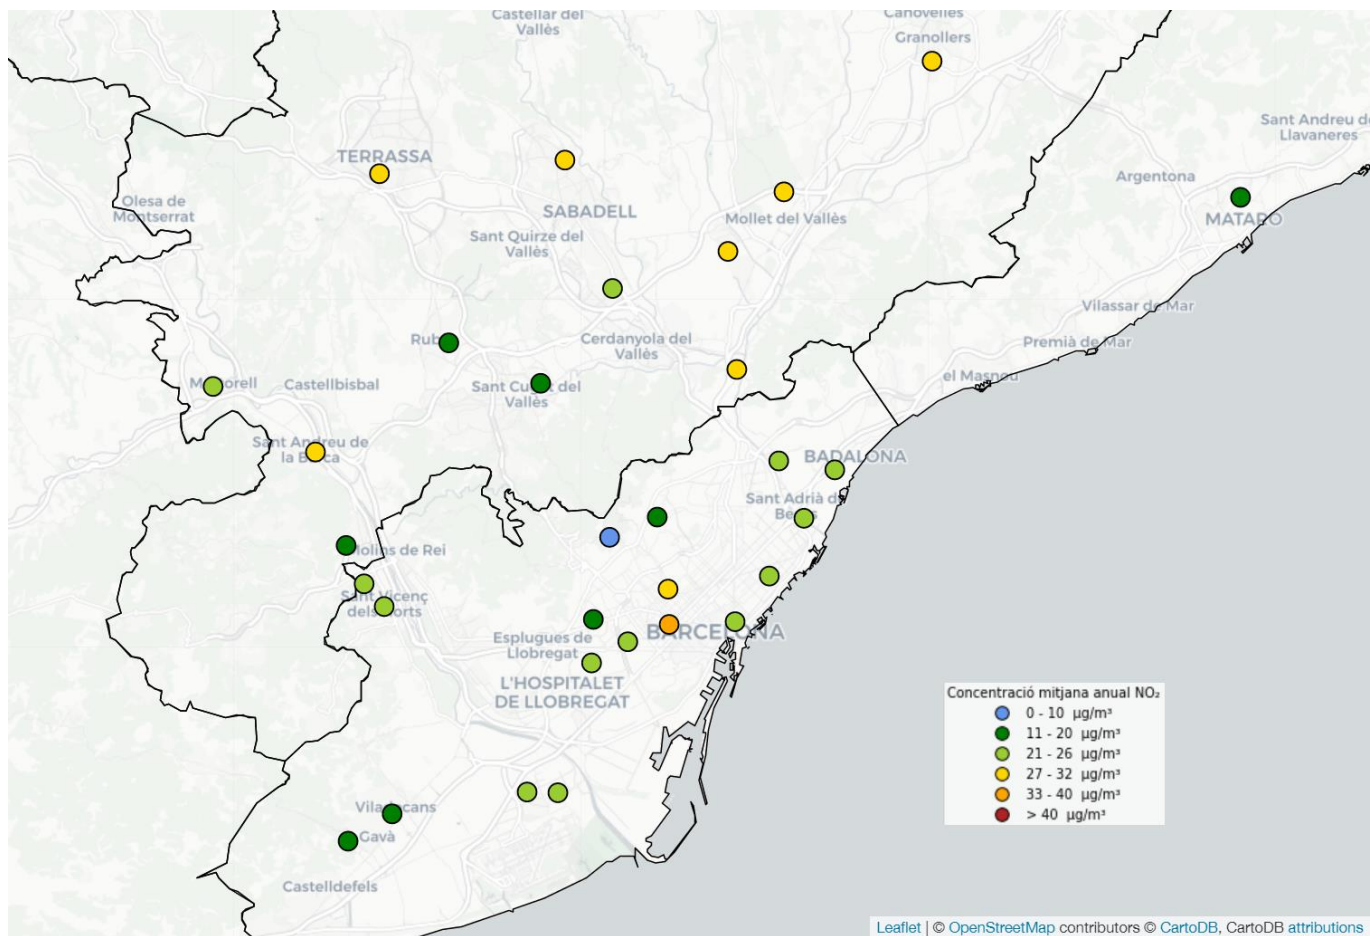 Castellar del
Vallès
Canovelles
Granollers
Sant Andreu de
Llavaneres
TERRASSA
Argentona
Olesa de
Montserrat
SABADELL
Mollet del Vallès
MATARÓ
Sant Quirze del
Vallès
Vilassar de Mar
Rubí
Cerdanyola del
Vallès
Premià de Mar
Martorell
Castellbisbal
Sant Cugat del
Vallès
el Masnou
Sant Andreu de
la Barca
BADALONA
Sant Adrià de
Besòs
Molins de Rei
Sant Vicenç
dels Horts
Esplugues de
Llobregat
BARCELONA
L'HOSPITALET
DE LLOBREGAT
Concentració mitjana anual NO₂
0 - 10 µg/m³
11 - 20 µg/m³
21 - 26 µg/m³
27 - 32 µg/m³
33 - 40 µg/m³
> 40 µg/m³
Viladecans
Gavà
Castelldefels
Leaflet | © OpenStreetMap contributors © CartoDB, CartoDB attributions